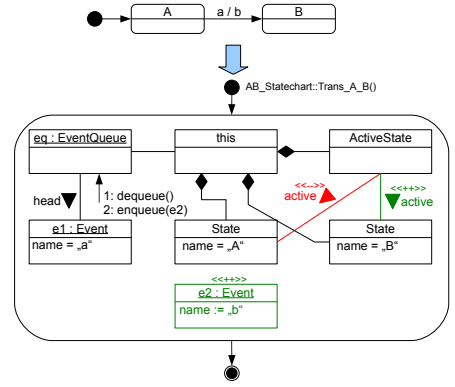 A
a / b
B
AB_Statechart::Trans_A_B()
eq : EventQueue
this
ActiveState
<<-->>
active
<<++>>
active
head
1: dequeue()
2: enqueue(e2)
e1 : Event
name = „a“
State
name = „A“
State
name = „B“
<<++>>
e2 : Event
name := „b“